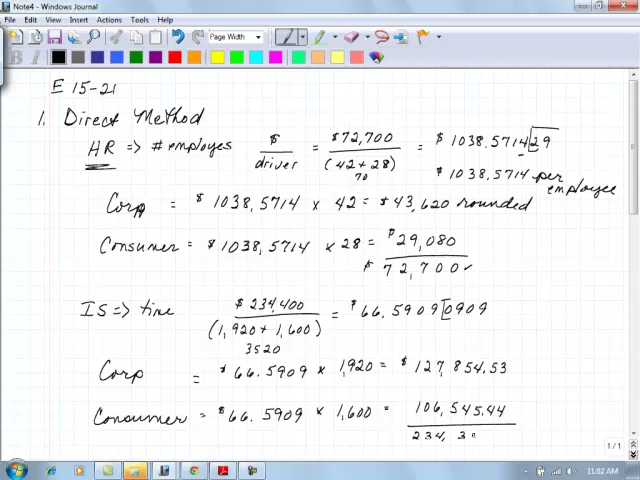 Note4 - Windows Journal
File Edit View Insert Actions Tools Help
Page Width
B I
E 15-21
1. Direct Method
HR => # employes $ / driver = $72,700 / (42 + 28) 70 = $ 1038.571429
$ 1038.5714 per employee
Corp = $ 1038.5714 x 42 = $43,620 rounded
Consumer = $ 1038.5714 x 28 = $29,080
$ 72,700 ✓
IS => time $234,400 / (1,920 + 1,600) 3520 = $66.5909[0909
Corp = $66.5909 x 1,920 = $127,854.53
Consumer = $66.5909 x 1,600 = 106,545.44
234, 3
1/1
11:02 AM